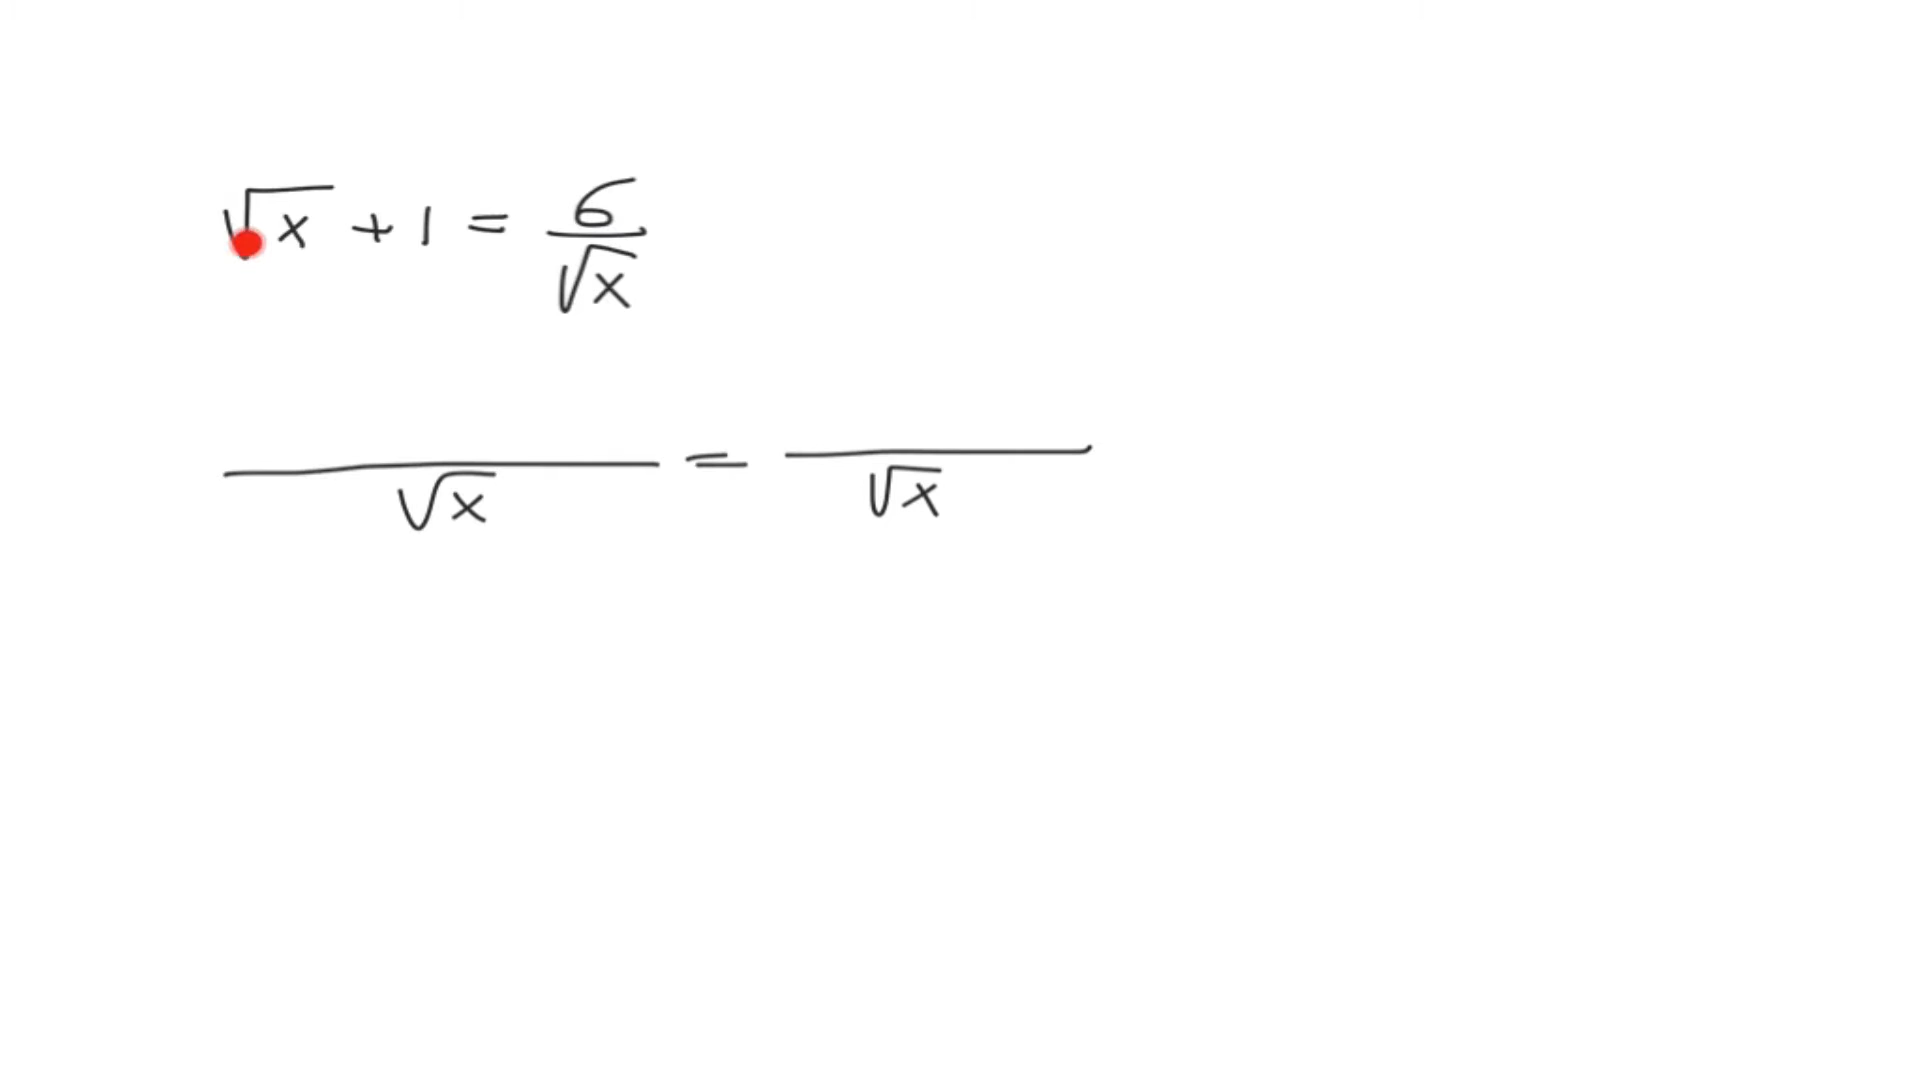 √x + 1 = 6/√x
/√x = /√x